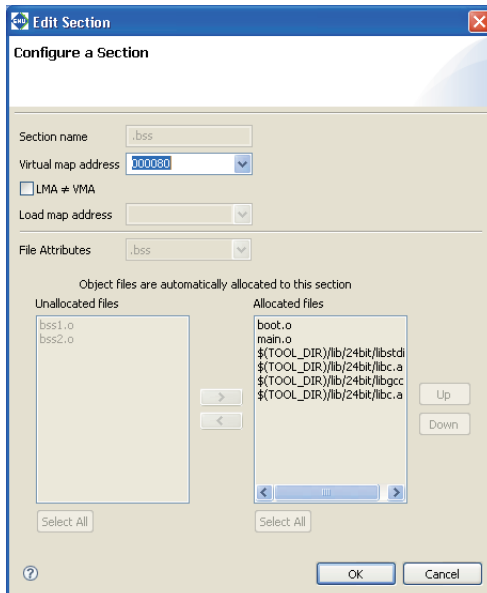 GNU Edit Section
Configure a Section
Section name .bss
Virtual map address 000080
LMA ≠ VMA
Load map address
File Attributes .bss
Object files are automatically allocated to this section
Unallocated files Allocated files
bss1.o
bss2.o
boot.o
main.o
$(TOOL_DIR)/lib/24bit/libstdi
$(TOOL_DIR)/lib/24bit/libc.a
$(TOOL_DIR)/lib/24bit/libgcc
$(TOOL_DIR)/lib/24bit/libc.a
>
<
Up
Down
Select All Select All
? OK Cancel